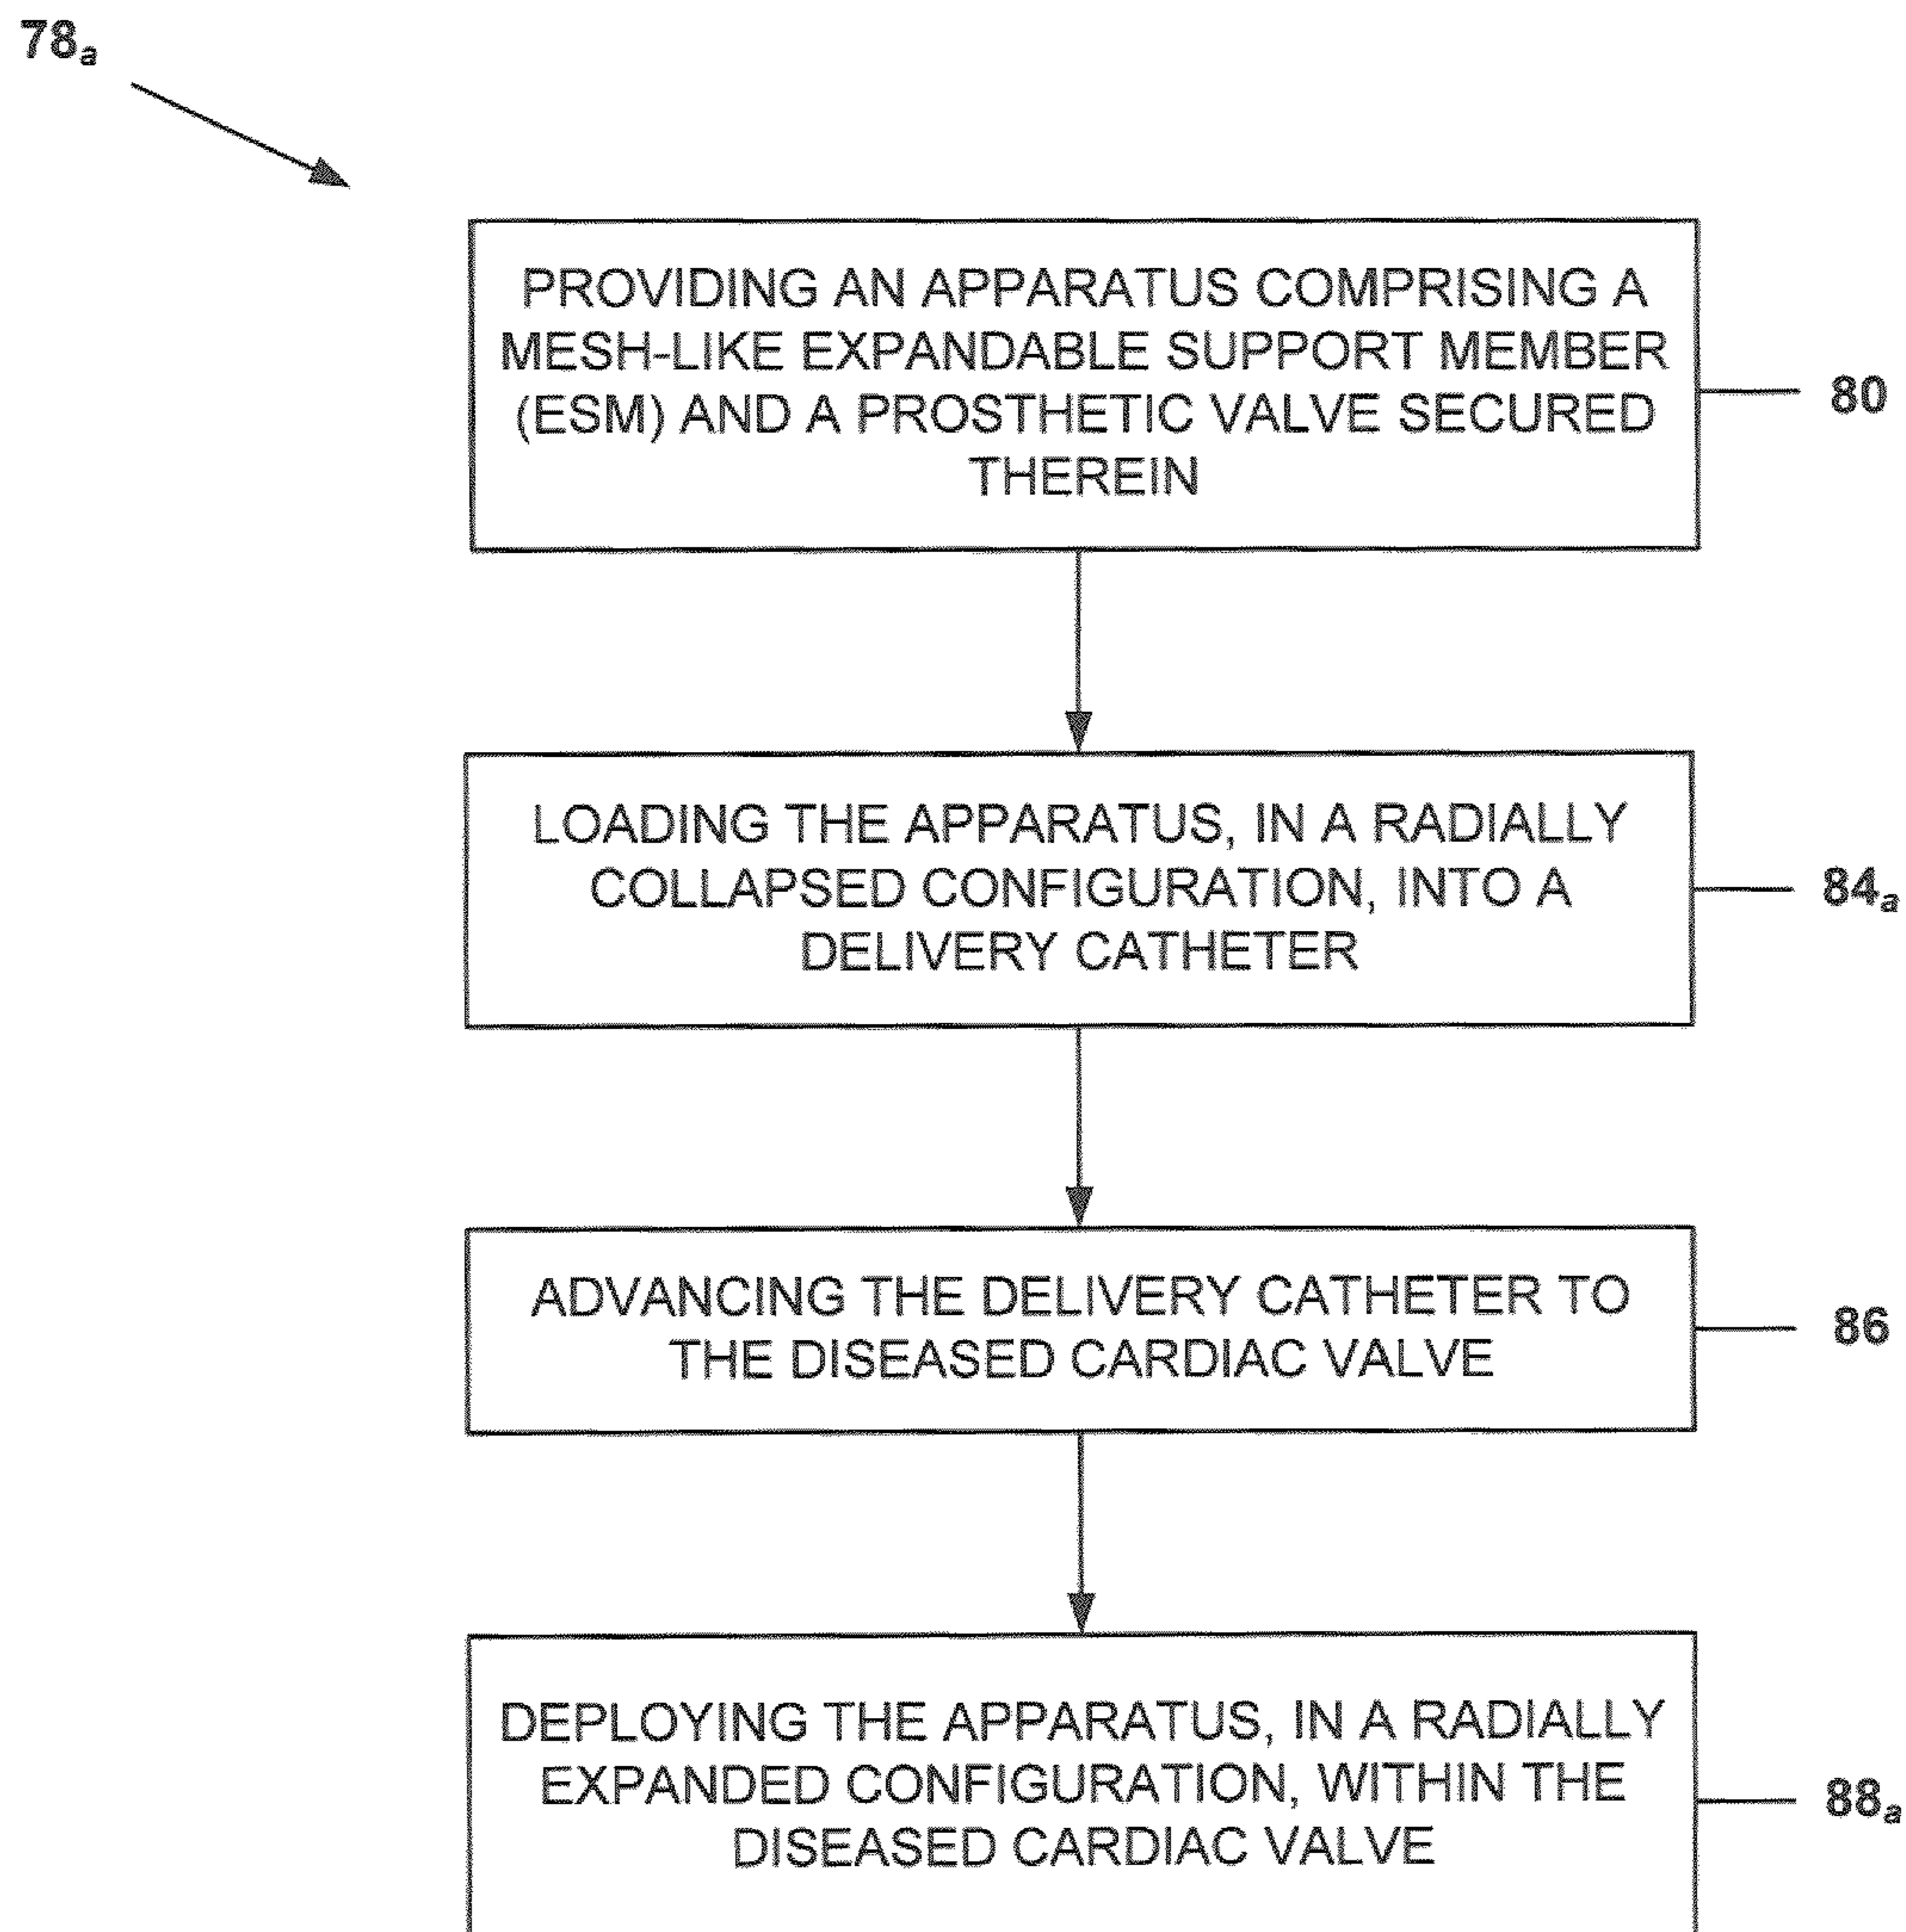 78a
PROVIDING AN APPARATUS COMPRISING A
MESH-LIKE EXPANDABLE SUPPORT MEMBER
(ESM) AND A PROSTHETIC VALVE SECURED
THEREIN
80
LOADING THE APPARATUS, IN A RADIALLY
COLLAPSED CONFIGURATION, INTO A
DELIVERY CATHETER
84a
ADVANCING THE DELIVERY CATHETER TO
THE DISEASED CARDIAC VALVE
86
DEPLOYING THE APPARATUS, IN A RADIALLY
EXPANDED CONFIGURATION, WITHIN THE
DISEASED CARDIAC VALVE
88a